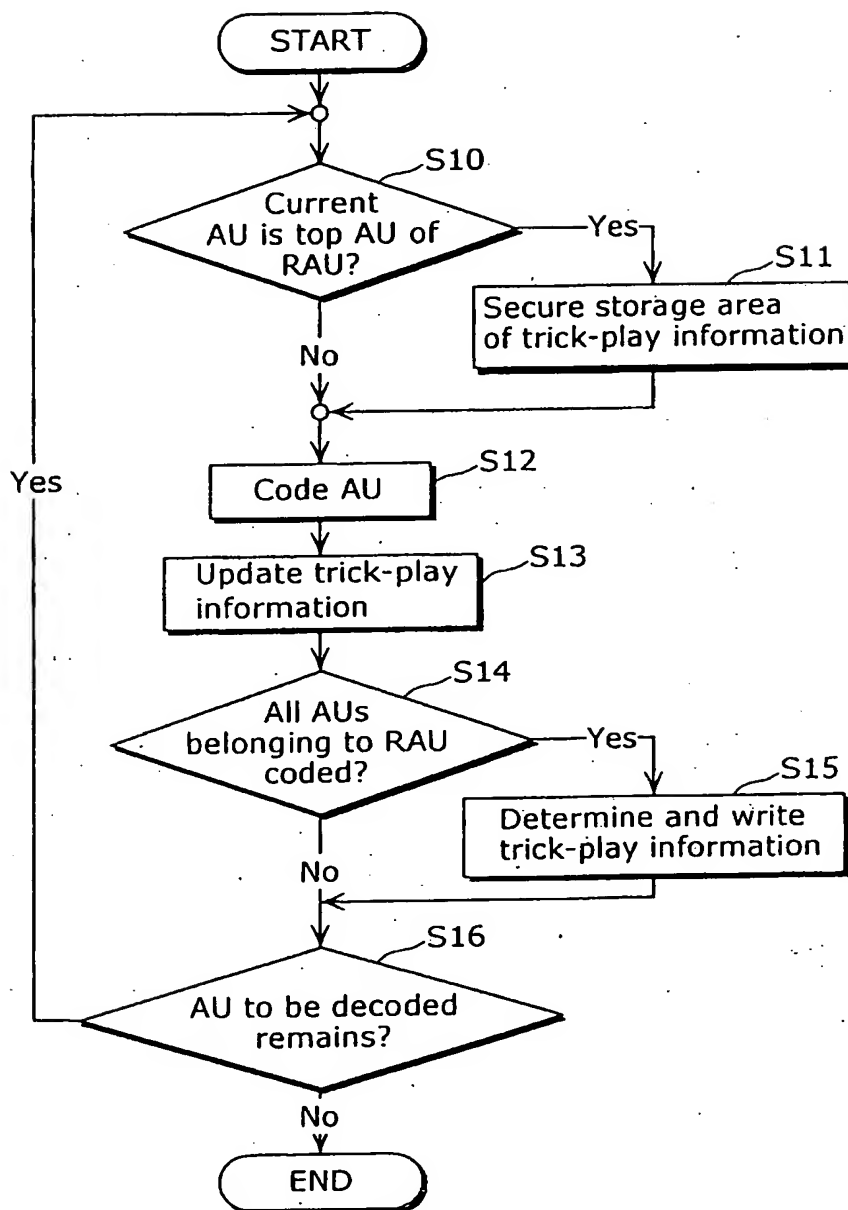 START
S10
Current
AU is top AU of
RAU?
Yes
S11
Secure storage area
of trick-play information
No
S12
Code AU
Yes
S13
Update trick-play
information
S14
All AUs
belonging to RAU
coded?
Yes
S15
Determine and write
trick-play information
No
S16
AU to be decoded
remains?
No
END